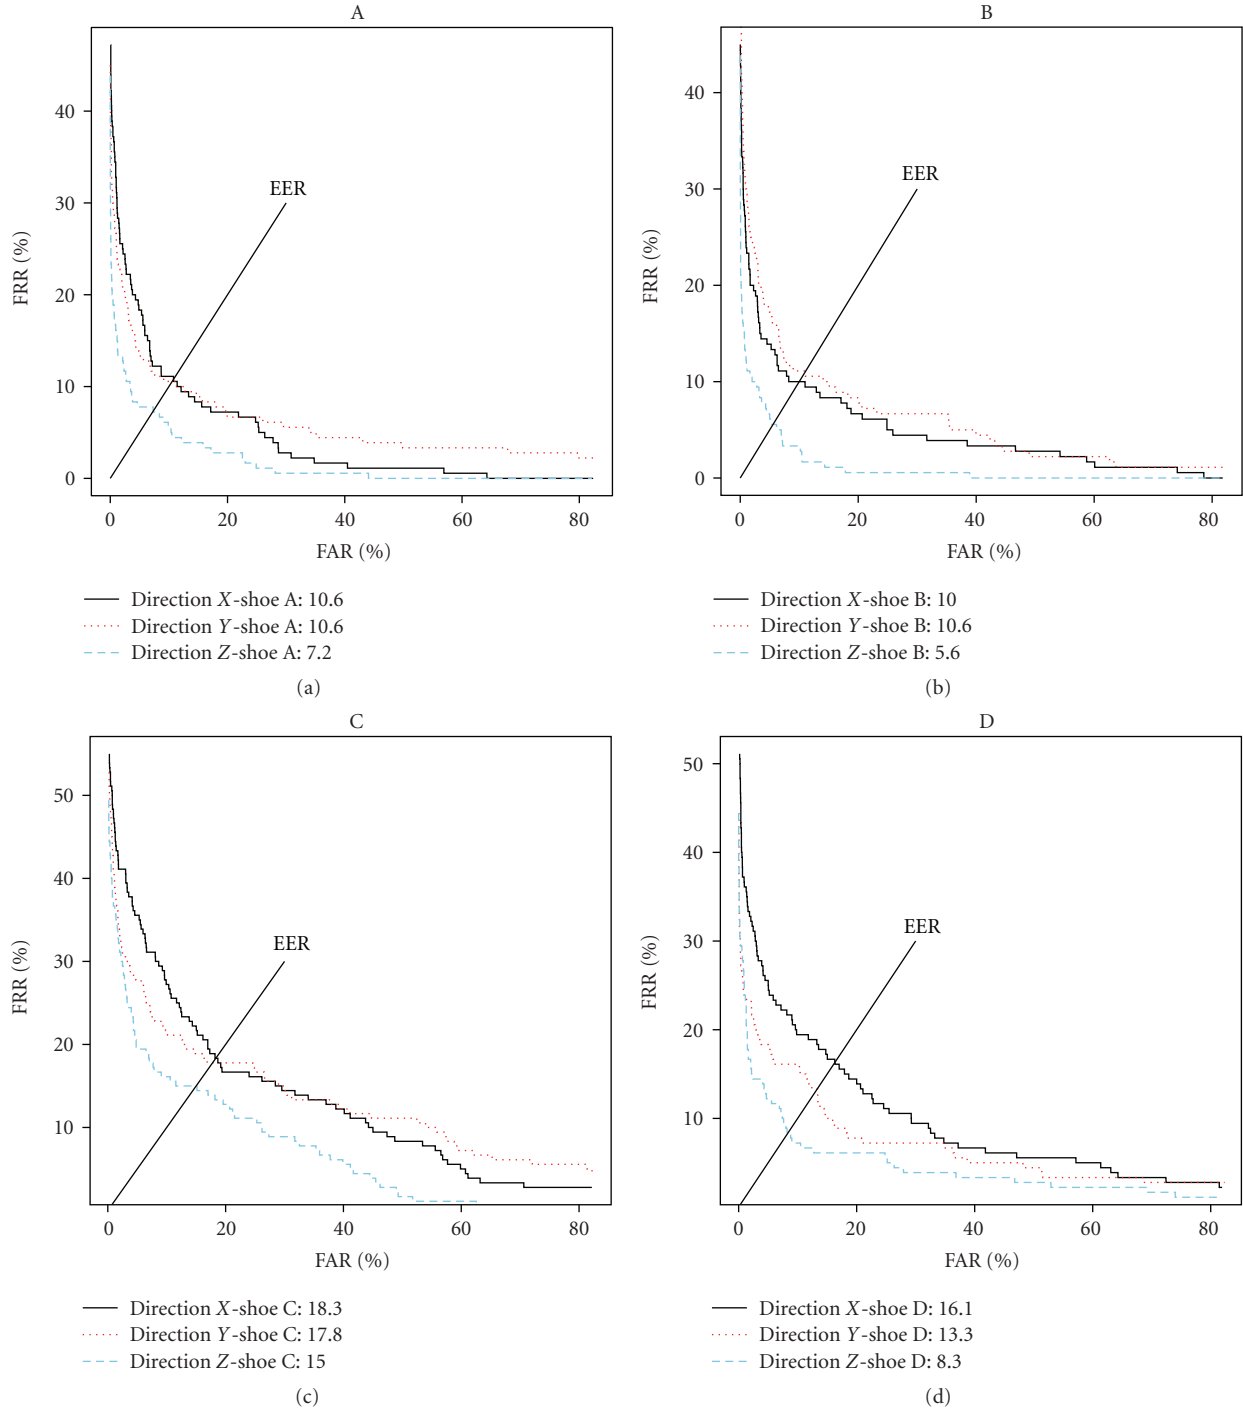 A
FRR (%)
40
30
20
10
0
EER
0 20 40 60 80
FAR (%)
Direction X-shoe A: 10.6
Direction Y-shoe A: 10.6
Direction Z-shoe A: 7.2
(a)
B
FRR (%)
40
30
20
10
0
EER
0 20 40 60 80
FAR (%)
Direction X-shoe B: 10
Direction Y-shoe B: 10.6
Direction Z-shoe B: 5.6
(b)
C
FRR (%)
50
40
30
20
10
EER
0 20 40 60 80
FAR (%)
Direction X-shoe C: 18.3
Direction Y-shoe C: 17.8
Direction Z-shoe C: 15
(c)
D
FRR (%)
50
40
30
20
10
EER
0 20 40 60 80
FAR (%)
Direction X-shoe D: 16.1
Direction Y-shoe D: 13.3
Direction Z-shoe D: 8.3
(d)